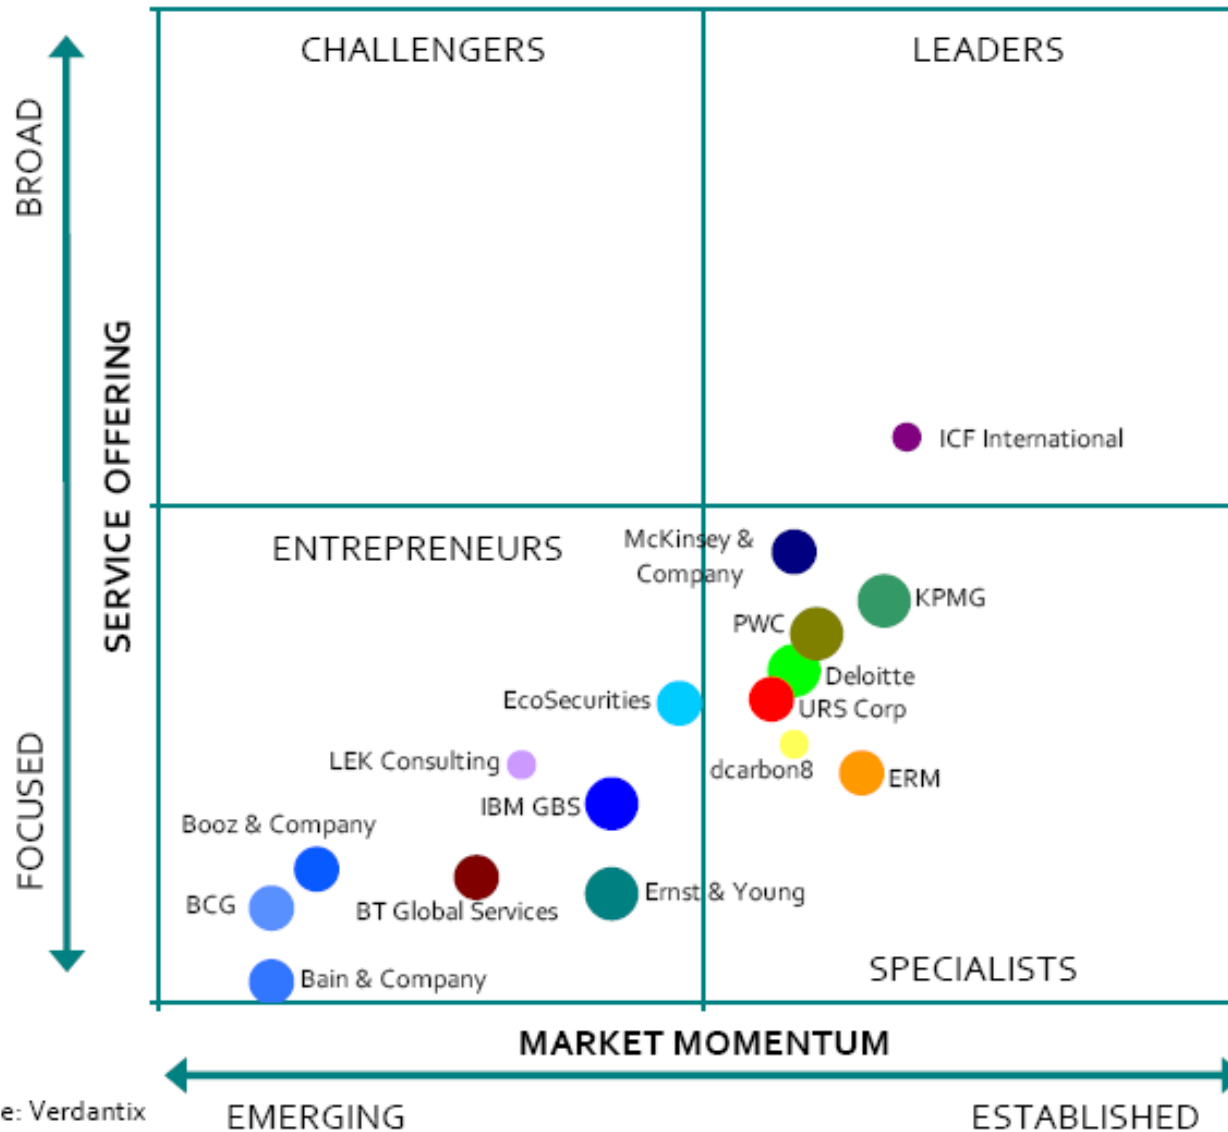 CHALLENGERS
LEADERS
BROAD
SERVICE OFFERING
FOCUSED
ICF International
ENTREPRENEURS
McKinsey &
Company
KPMG
PWC
Deloitte
EcoSecurities
URS Corp
LEK Consulting
dcarbon8
ERM
IBM GBS
Booz & Company
BCG
BT Global Services
Ernst & Young
Bain & Company
SPECIALISTS
MARKET MOMENTUM
e: Verdantix
EMERGING
ESTABLISHED